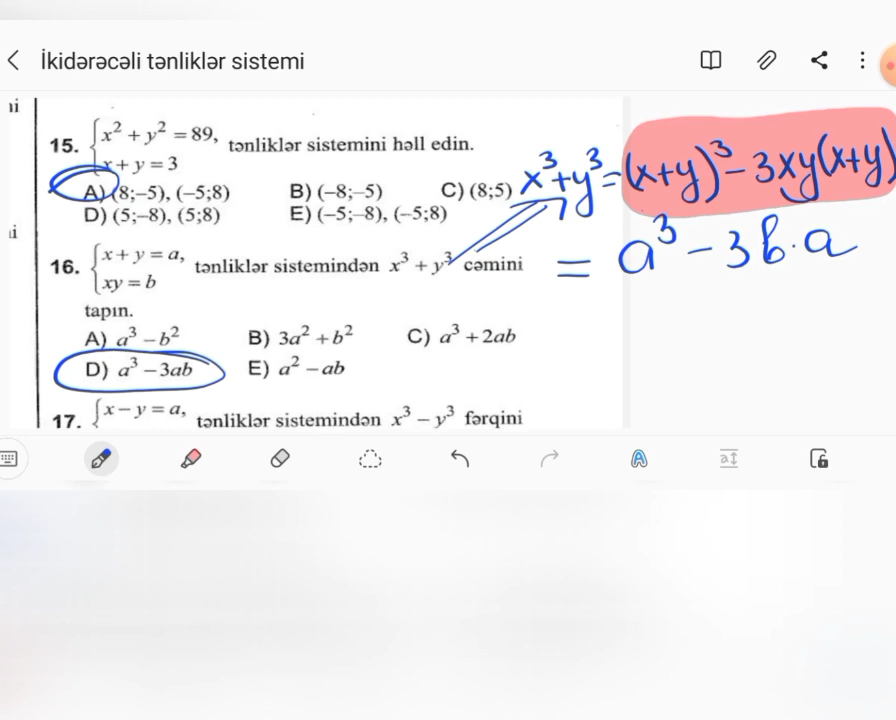 İkidərəcəli tənliklər sistemi
ni
15. {x² + y² = 89,
x + y = 3
tənliklər sistemini həll edin.
A) (8;–5), (–5;8) B) (–8;–5) C) (8;5)
D) (5;–8), (5;8) E) (–5;–8), (–5;8)
x³+y³=(x+y)³-3xy(x+y)
= a³-3b·a
16. {x + y = a,
xy = b
tənliklər sistemindən x³ + y³ cəmini
tapın.
A) a³ – b² B) 3a² + b² C) a³ + 2ab
D) a³ – 3ab E) a² – ab
17. {x – y = a,
tənliklər sistemindən x³ – y³ fərqini
A
a